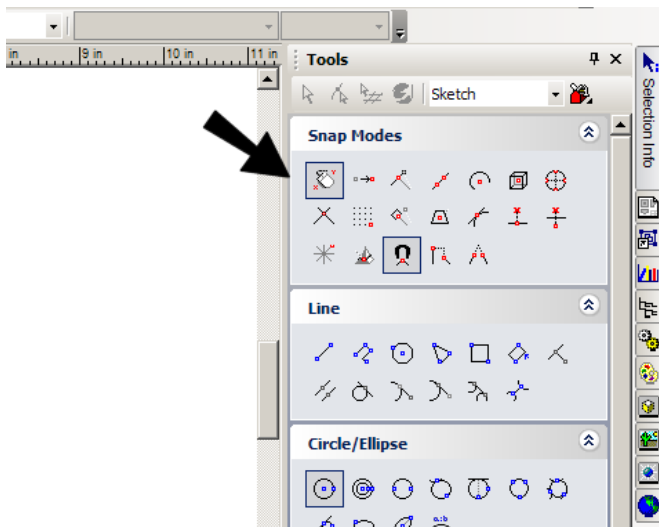 in 9 in 10 in 11 in
Tools
Sketch
Selection Info
Snap Modes
Line
Circle/Ellipse
a:b